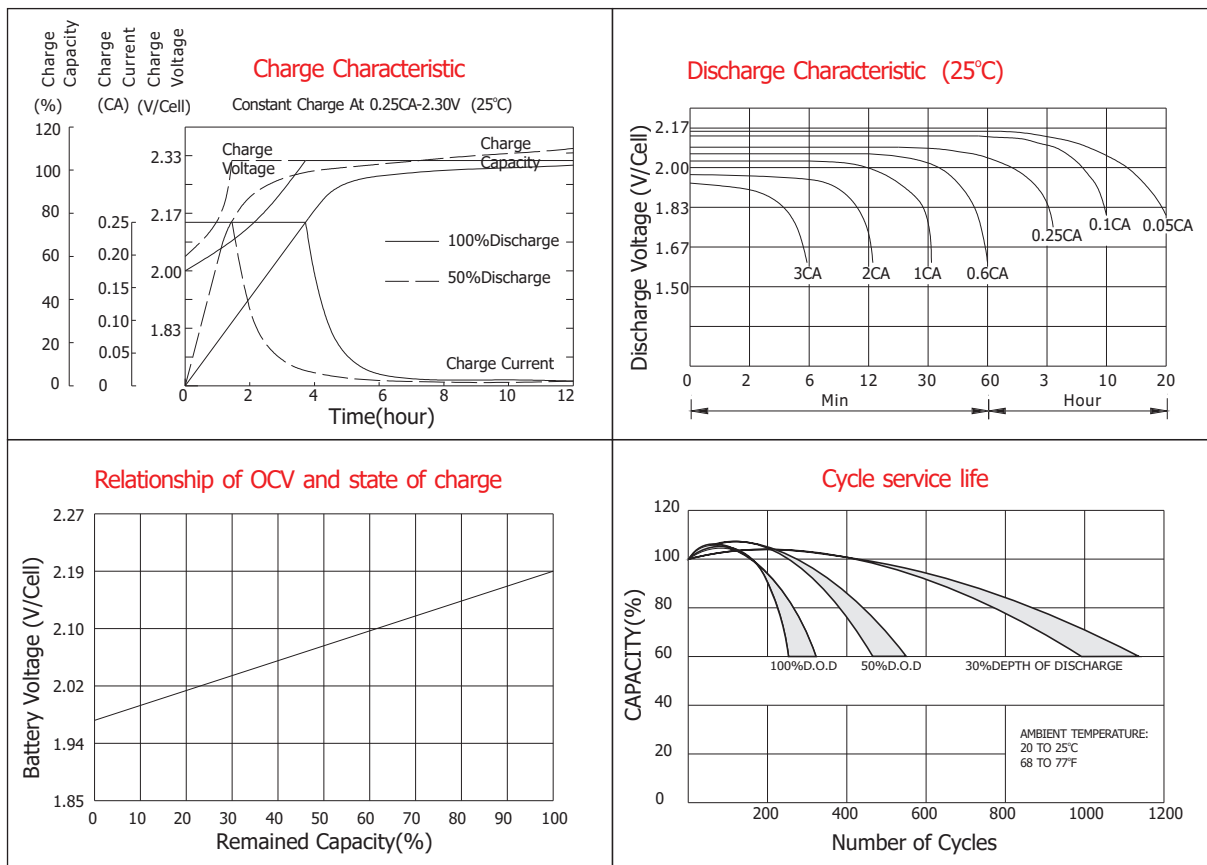 Charge Characteristic
Constant Charge At 0.25CA-2.30V (25°C)
Charge Capacity
(%)
120
100
80
60
40
20
0
Charge Current
(CA)
0.25
0.20
0.15
0.10
0.05
0
Charge Voltage
(V/Cell)
2.33
2.17
2.00
1.83
Charge
Voltage
Charge
Capacity
100%Discharge
50%Discharge
Charge Current
0 2 4 6 8 10 12
Time(hour)
Discharge Characteristic (25°C)
Discharge Voltage (V/Cell)
2.17
2.00
1.83
1.67
1.50
3CA 2CA 1CA 0.6CA 0.25CA 0.1CA 0.05CA
0 2 6 12 30 60 3 10 20
Min Hour
Relationship of OCV and state of charge
Battery Voltage (V/Cell)
2.27
2.19
2.10
2.02
1.94
1.85
0 10 20 30 40 50 60 70 80 90 100
Remained Capacity(%)
Cycle service life
CAPACITY(%)
120
100
80
60
40
20
0
100%D.O.D 50%D.O.D 30%DEPTH OF DISCHARGE
AMBIENT TEMPERATURE:
20 TO 25°C
68 TO 77°F
200 400 600 800 1000 1200
Number of Cycles